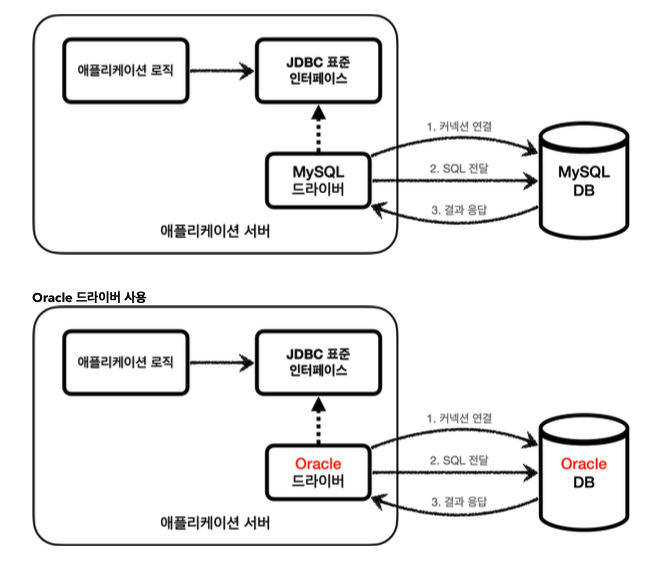 애플리케이션 로직
JDBC 표준
인터페이스
1. 커넥션 연결
MySQL
드라이버
2. SQL 전달
MySQL
DB
3. 결과 응답
애플리케이션 서버
Oracle 드라이버 사용
애플리케이션 로직
JDBC 표준
인터페이스
1. 커넥션 연결
Oracle
드라이버
2. SQL 전달
Oracle
DB
3. 결과 응답
애플리케이션 서버